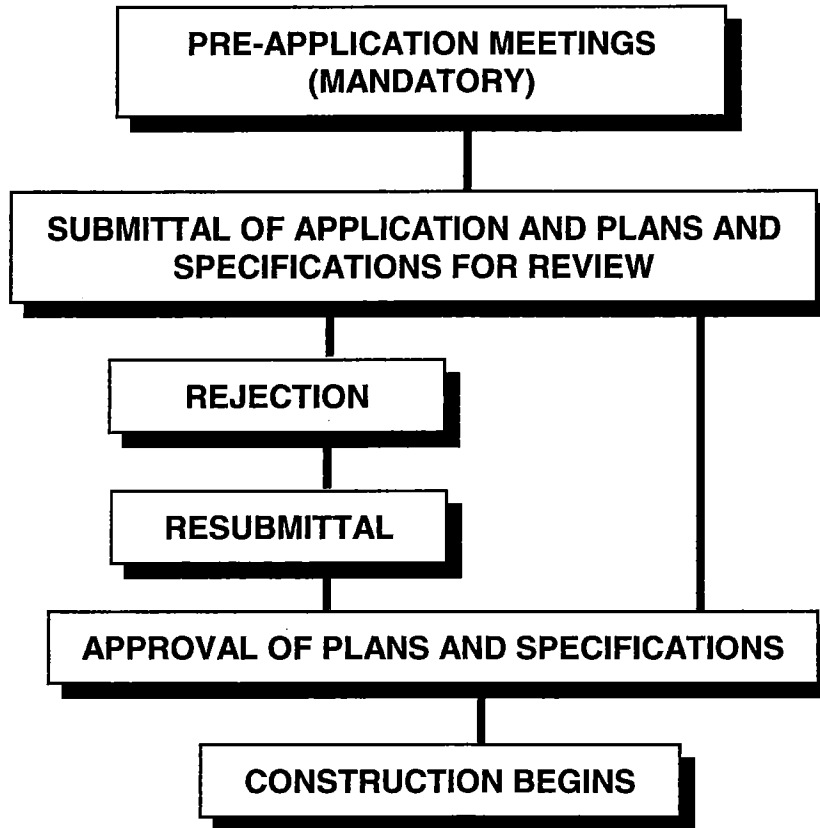 PRE-APPLICATION MEETINGS
(MANDATORY)
SUBMITTAL OF APPLICATION AND PLANS AND
SPECIFICATIONS FOR REVIEW
REJECTION
RESUBMITTAL
APPROVAL OF PLANS AND SPECIFICATIONS
CONSTRUCTION BEGINS